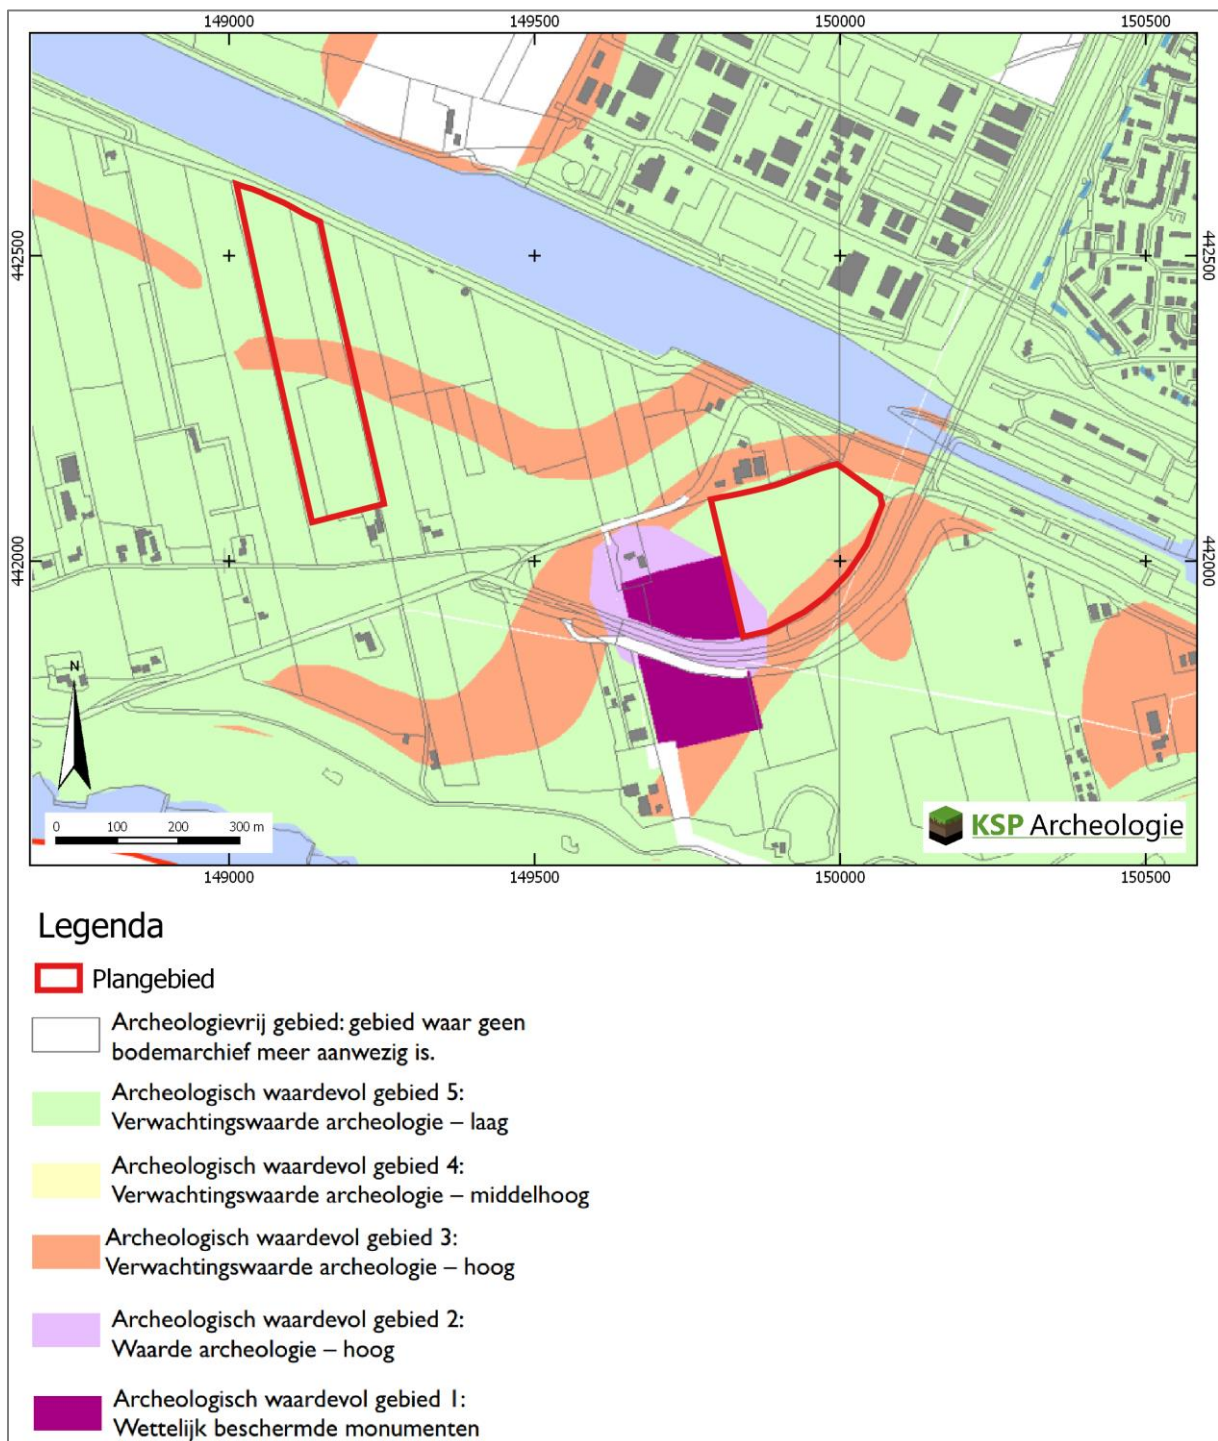 149000 149500 150000 150500
442500 442500
442000 442000
N
0 100 200 300 m
KSP Archeologie
149000 149500 150000 150500
Legenda
Plangebied
Archeologievrij gebied: gebied waar geen
bodemarchief meer aanwezig is.
Archeologisch waardevol gebied 5:
Verwachtingswaarde archeologie – laag
Archeologisch waardevol gebied 4:
Verwachtingswaarde archeologie – middelhoog
Archeologisch waardevol gebied 3:
Verwachtingswaarde archeologie – hoog
Archeologisch waardevol gebied 2:
Waarde archeologie – hoog
Archeologisch waardevol gebied 1:
Wettelijk beschermde monumenten